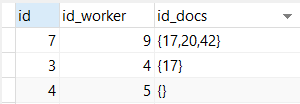 id id_worker id_docs
7 9 {17,20,42}
3 4 {17}
4 5 {}